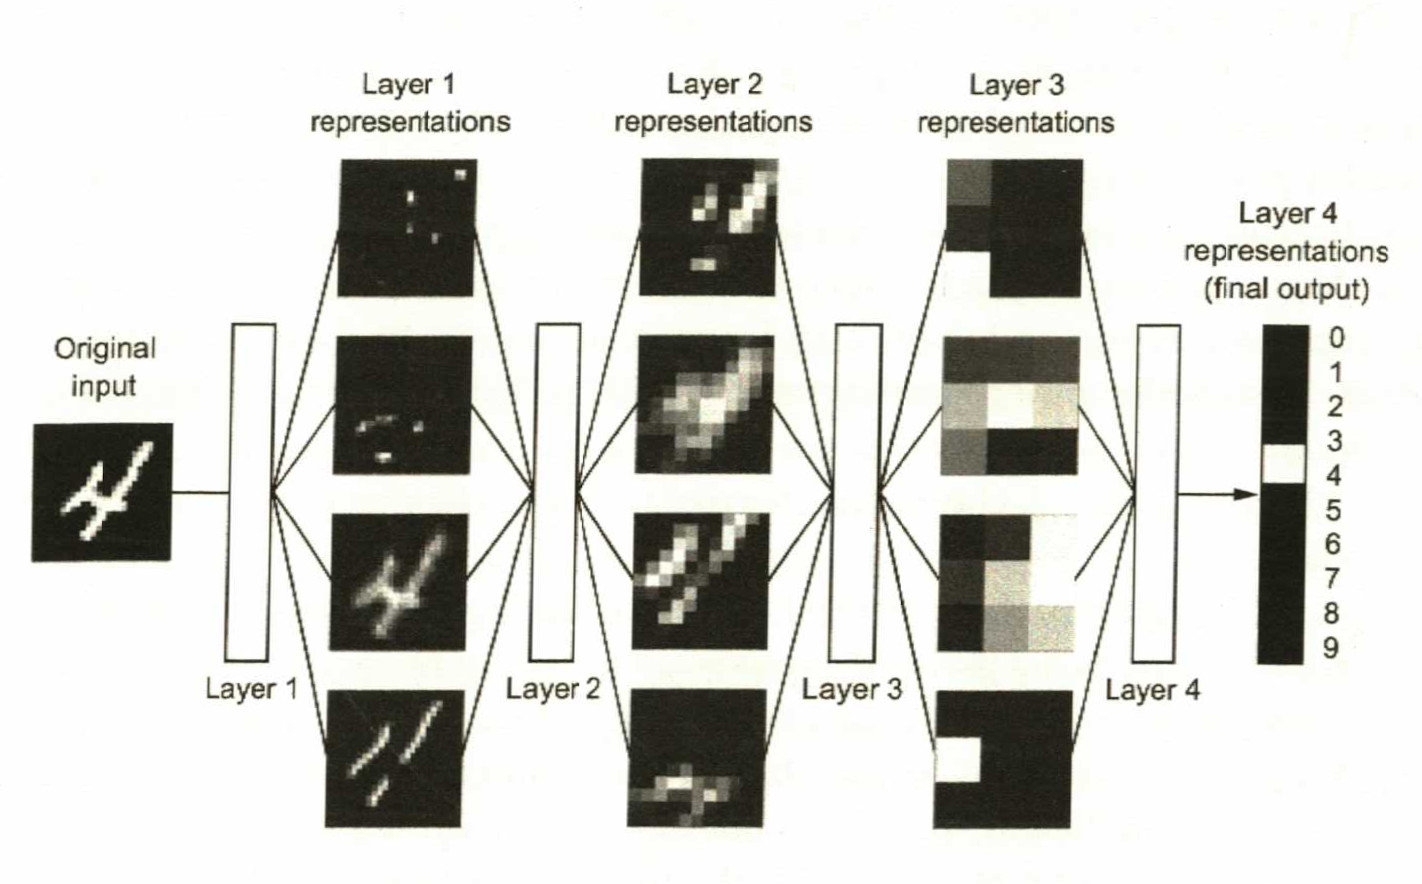 Layer 1
representations
Layer 2
representations
Layer 3
representations
Layer 4
representations
(final output)
Original
input
0
1
2
3
4
5
6
7
8
9
Layer 1
Layer 2
Layer 3
Layer 4